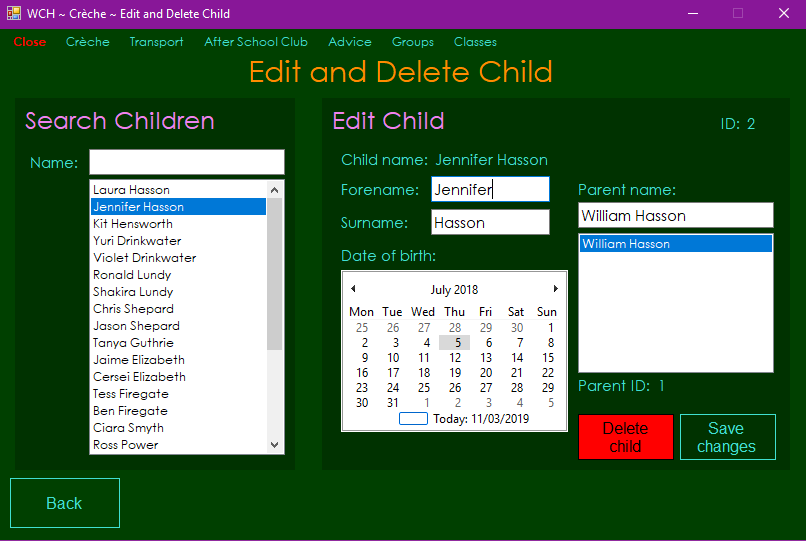 WCH ~ Crèche ~ Edit and Delete Child
Close Crèche Transport After School Club Advice Groups Classes
Edit and Delete Child
Search Children
Name:
Laura Hasson
Jennifer Hasson
Kit Hensworth
Yuri Drinkwater
Violet Drinkwater
Ronald Lundy
Shakira Lundy
Chris Shepard
Jason Shepard
Tanya Guthrie
Jaime Elizabeth
Cersei Elizabeth
Tess Firegate
Ben Firegate
Ciara Smyth
Ross Power
Edit Child
ID: 2
Child name: Jennifer Hasson
Forename: Jennifer
Surname: Hasson
Date of birth:
July 2018
Mon Tue Wed Thu Fri Sat Sun
25 26 27 28 29 30 1
2 3 4 5 6 7 8
9 10 11 12 13 14 15
16 17 18 19 20 21 22
23 24 25 26 27 28 29
30 31 1 2 3 4 5
Today: 11/03/2019
Parent name:
William Hasson
William Hasson
Parent ID: 1
Delete
child
Save
changes
Back